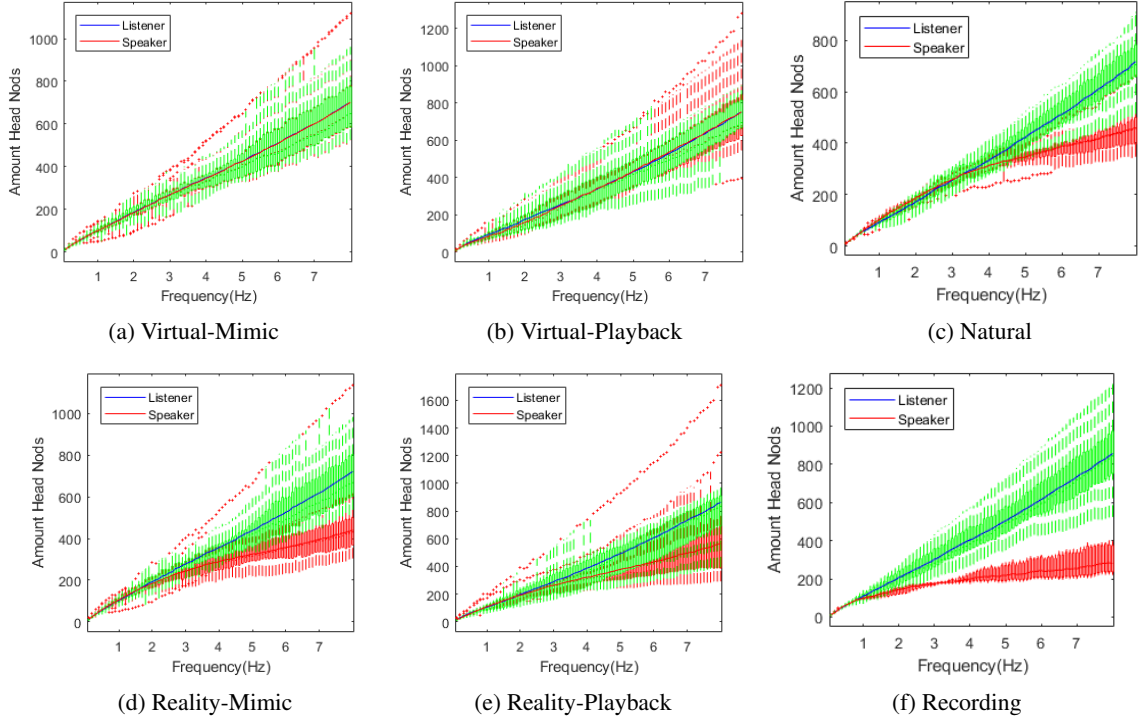 Listener
Speaker
Amount Head Nods
1000
800
600
400
200
0
1 2 3 4 5 6 7
Frequency(Hz)
(a) Virtual-Mimic
Listener
Speaker
Amount Head Nods
1200
1000
800
600
400
200
0
1 2 3 4 5 6 7
Frequency(Hz)
(b) Virtual-Playback
Listener
Speaker
Amount Head Nods
800
600
400
200
0
1 2 3 4 5 6 7
Frequency(Hz)
(c) Natural
Listener
Speaker
Amount Head Nods
1000
800
600
400
200
0
1 2 3 4 5 6 7
Frequency(Hz)
(d) Reality-Mimic
Listener
Speaker
Amount Head Nods
1600
1400
1200
1000
800
600
400
200
0
1 2 3 4 5 6 7
Frequency(Hz)
(e) Reality-Playback
Listener
Speaker
Amount Head Nods
1200
1000
800
600
400
200
0
1 2 3 4 5 6 7
Frequency(Hz)
(f) Recording